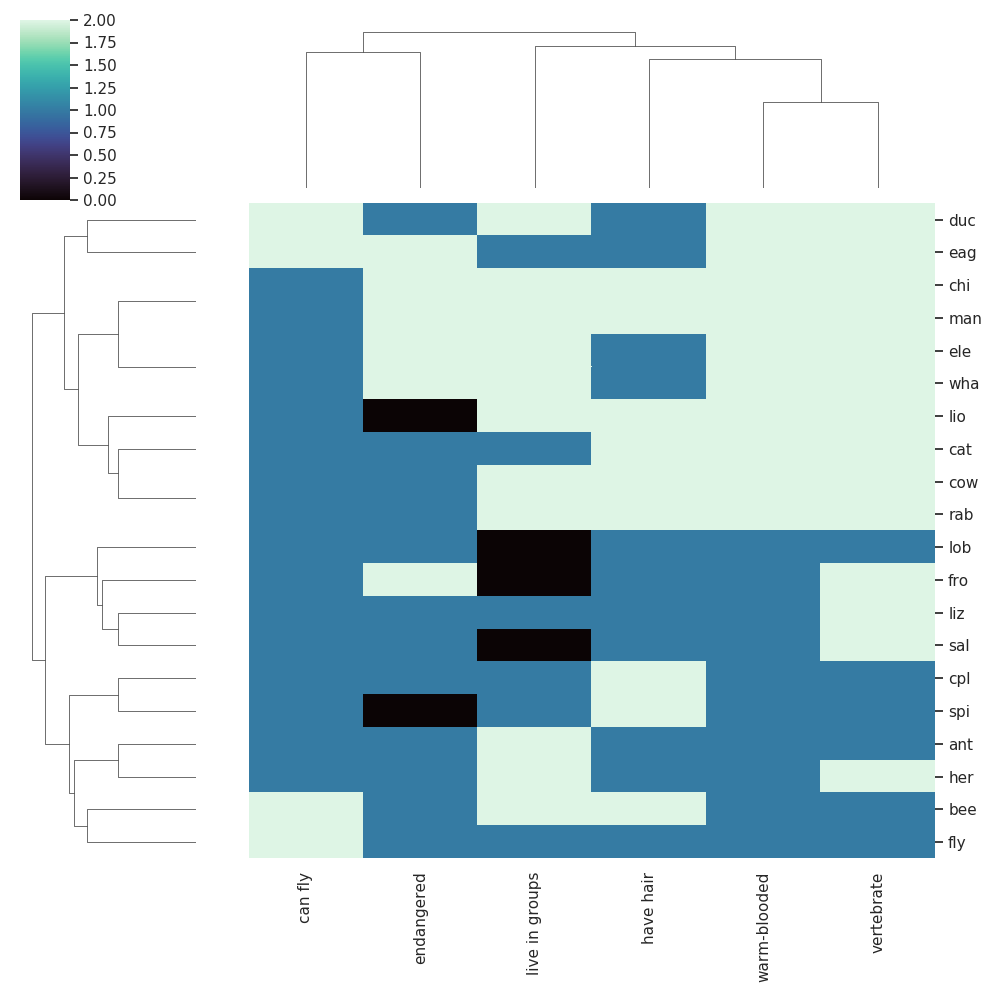 2.00
1.75
1.50
1.25
1.00
0.75
0.50
0.25
0.00
duc
eag
chi
man
ele
wha
lio
cat
cow
rab
lob
fro
liz
sal
cpl
spi
ant
her
bee
fly
can fly
endangered
live in groups
have hair
warm-blooded
vertebrate